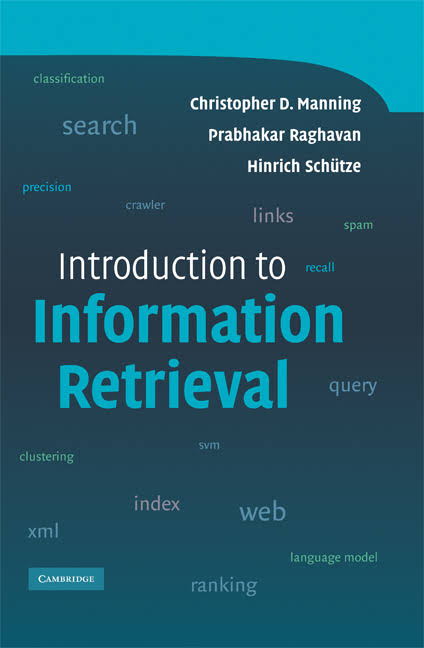 classification
Christopher D. Manning
search
Prabhakar Raghavan
Hinrich Schütze
precision
crawler
links
spam
Introduction to
recall
Information
Retrieval
query
svm
clustering
index
web
xml
language model
CAMBRIDGE
ranking